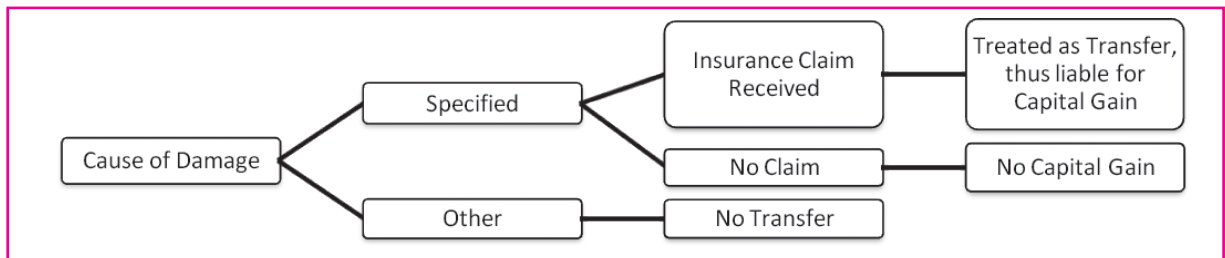 Cause of Damage
Specified
Insurance Claim
Received
Treated as Transfer,
thus liable for
Capital Gain
No Claim
No Capital Gain
Other
No Transfer